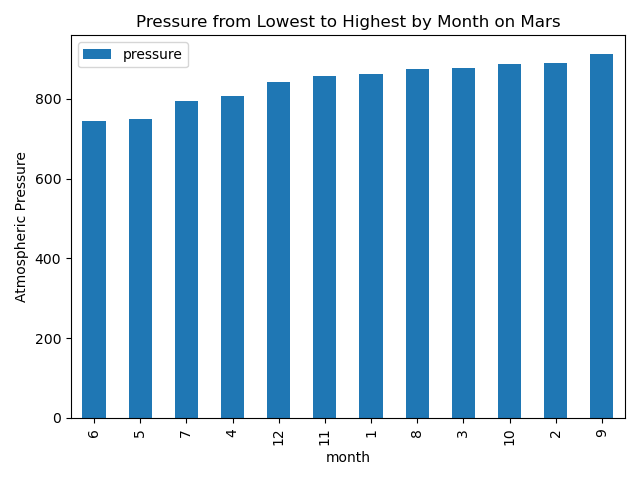 Pressure from Lowest to Highest by Month on Mars
pressure
Atmospheric Pressure
800
600
400
200
0
6 5 7 4 12 11 1 8 3 10 2 9
month